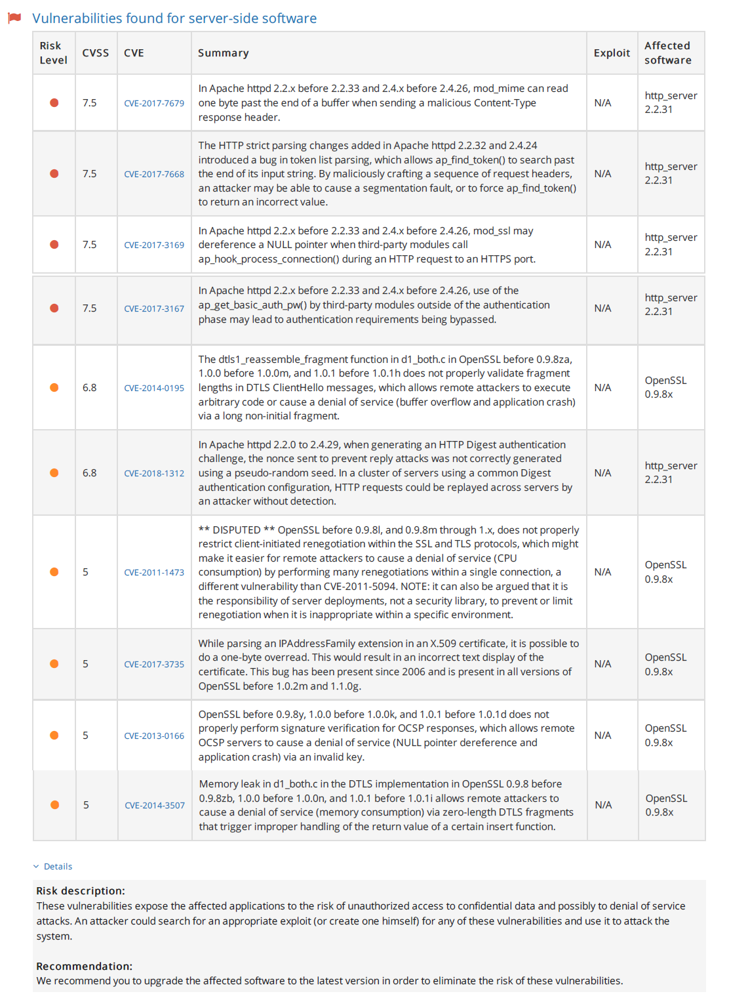 Vulnerabilities found for server-side software
Risk
Level
CVSS
CVE
Summary
Exploit
Affected
software
7.5
CVE-2017-7679
In Apache httpd 2.2.x before 2.2.33 and 2.4.x before 2.4.26, mod_mime can read
one byte past the end of a buffer when sending a malicious Content-Type
response header.
N/A
http_server
2.2.31
7.5
CVE-2017-7668
The HTTP strict parsing changes added in Apache httpd 2.2.32 and 2.4.24
introduced a bug in token list parsing, which allows ap_find_token() to search past
the end of its input string. By maliciously crafting a sequence of request headers,
an attacker may be able to cause a segmentation fault, or to force ap_find_token()
to return an incorrect value.
N/A
http_server
2.2.31
7.5
CVE-2017-3169
In Apache httpd 2.2.x before 2.2.33 and 2.4.x before 2.4.26, mod_ssl may
dereference a NULL pointer when third-party modules call
ap_hook_process_connection() during an HTTP request to an HTTPS port.
N/A
http_server
2.2.31
7.5
CVE-2017-3167
In Apache httpd 2.2.x before 2.2.33 and 2.4.x before 2.4.26, use of the
ap_get_basic_auth_pw() by third-party modules outside of the authentication
phase may lead to authentication requirements being bypassed.
N/A
http_server
2.2.31
6.8
CVE-2014-0195
The dtls1_reassemble_fragment function in d1_both.c in OpenSSL before 0.9.8za,
1.0.0 before 1.0.0m, and 1.0.1 before 1.0.1h does not properly validate fragment
lengths in DTLS ClientHello messages, which allows remote attackers to execute
arbitrary code or cause a denial of service (buffer overflow and application crash)
via a long non-initial fragment.
N/A
OpenSSL
0.9.8x
6.8
CVE-2018-1312
In Apache httpd 2.2.0 to 2.4.29, when generating an HTTP Digest authentication
challenge, the nonce sent to prevent reply attacks was not correctly generated
using a pseudo-random seed. In a cluster of servers using a common Digest
authentication configuration, HTTP requests could be replayed across servers by
an attacker without detection.
N/A
http_server
2.2.31
5
CVE-2011-1473
** DISPUTED ** OpenSSL before 0.9.8l, and 0.9.8m through 1.x, does not properly
restrict client-initiated renegotiation within the SSL and TLS protocols, which might
make it easier for remote attackers to cause a denial of service (CPU
consumption) by performing many renegotiations within a single connection, a
different vulnerability than CVE-2011-5094. NOTE: it can also be argued that it is
the responsibility of server deployments, not a security library, to prevent or limit
renegotiation when it is inappropriate within a specific environment.
N/A
OpenSSL
0.9.8x
5
CVE-2017-3735
While parsing an IPAddressFamily extension in an X.509 certificate, it is possible to
do a one-byte overread. This would result in an incorrect text display of the
certificate. This bug has been present since 2006 and is present in all versions of
OpenSSL before 1.0.2m and 1.1.0g.
N/A
OpenSSL
0.9.8x
5
CVE-2013-0166
OpenSSL before 0.9.8y, 1.0.0 before 1.0.0k, and 1.0.1 before 1.0.1d does not
properly perform signature verification for OCSP responses, which allows remote
OCSP servers to cause a denial of service (NULL pointer dereference and
application crash) via an invalid key.
N/A
OpenSSL
0.9.8x
5
CVE-2014-3507
Memory leak in d1_both.c in the DTLS implementation in OpenSSL 0.9.8 before
0.9.8zb, 1.0.0 before 1.0.0n, and 1.0.1 before 1.0.1i allows remote attackers to
cause a denial of service (memory consumption) via zero-length DTLS fragments
that trigger improper handling of the return value of a certain insert function.
N/A
OpenSSL
0.9.8x
Details
Risk description:
These vulnerabilities expose the affected applications to the risk of unauthorized access to confidential data and possibly to denial of service
attacks. An attacker could search for an appropriate exploit (or create one himself) for any of these vulnerabilities and use it to attack the
system.
Recommendation:
We recommend you to upgrade the affected software to the latest version in order to eliminate the risk of these vulnerabilities.